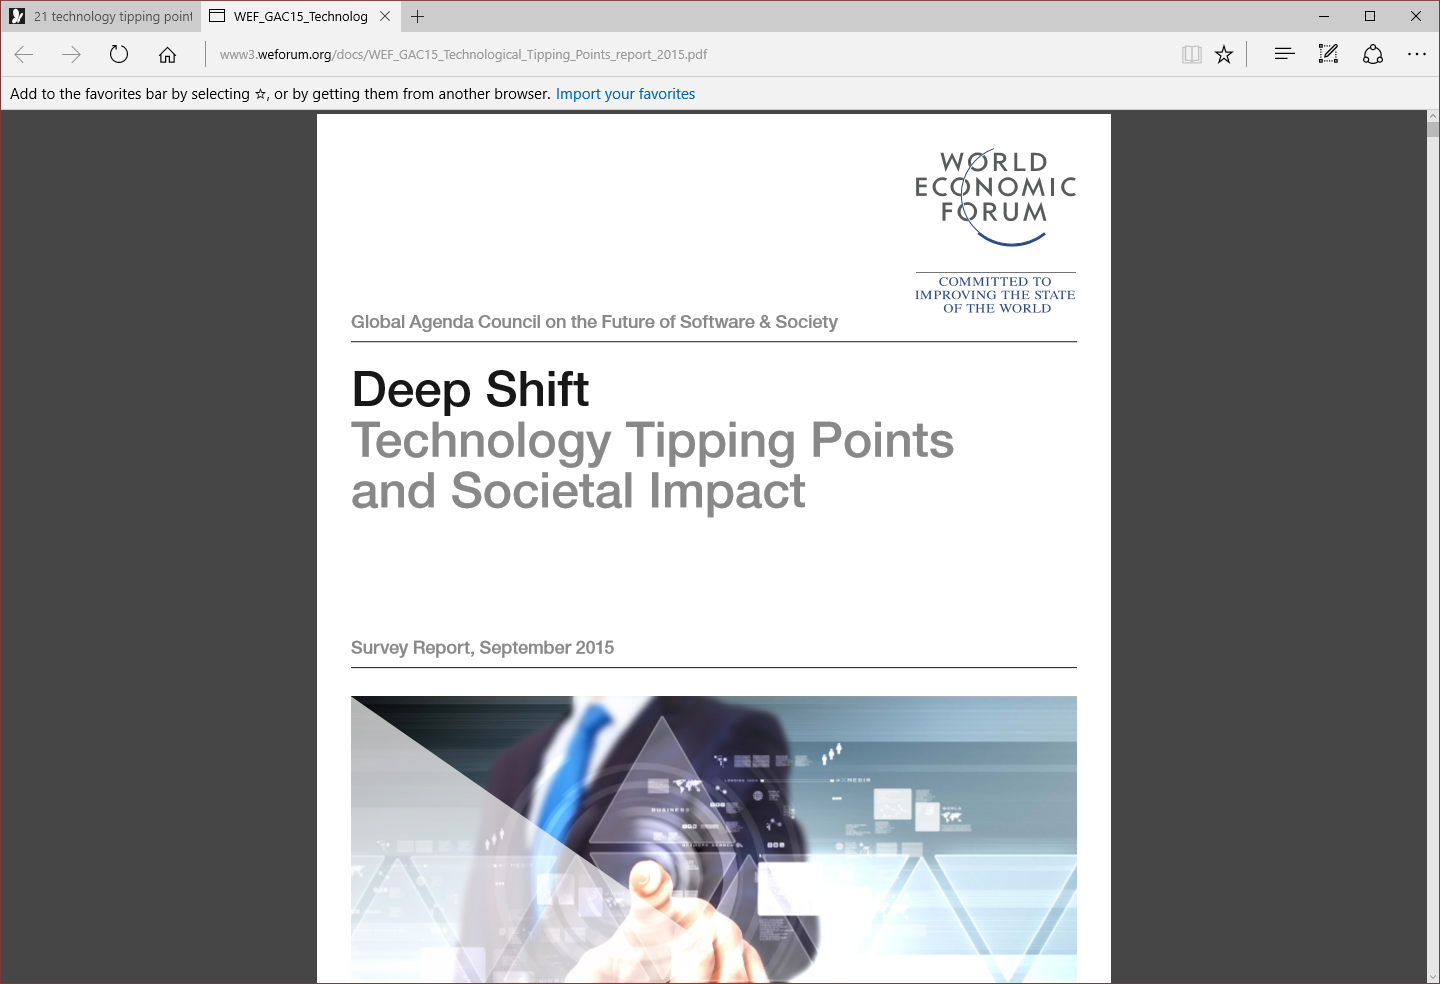 21 technology tipping point
WEF_GAC15_Technolog
www3.weforum.org/docs/WEF_GAC15_Technological_Tipping_Points_report_2015.pdf
Add to the favorites bar by selecting ☆, or by getting them from another browser. Import your favorites
WORLD
ECONOMIC
FORUM
COMMITTED TO
IMPROVING THE STATE
OF THE WORLD
Global Agenda Council on the Future of Software & Society
Deep Shift
Technology Tipping Points
and Societal Impact
Survey Report, September 2015
MEDIA
BUSINESS
WORLD